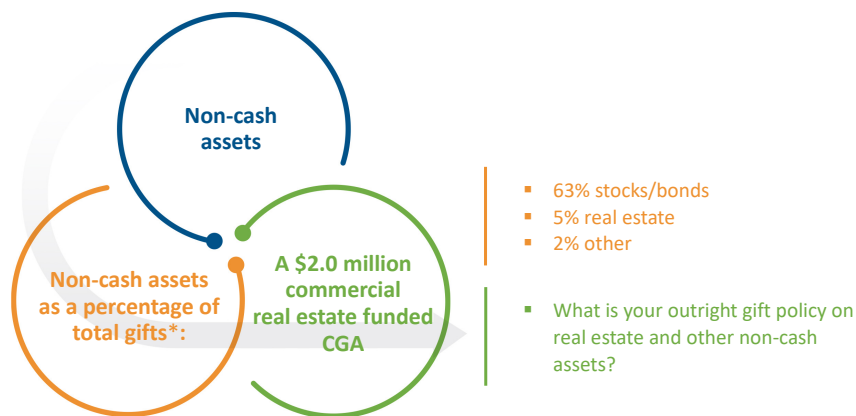 Non-cash
assets
Non-cash assets
as a percentage of
total gifts*:
A $2.0 million
commercial
real estate funded
CGA
▪ 63% stocks/bonds
▪ 5% real estate
▪ 2% other
▪ What is your outright gift policy on
real estate and other non-cash
assets?